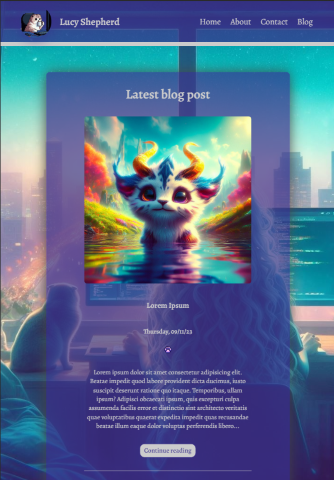 Lucy Shepherd
Home About Contact Blog
Latest blog post
Lorem Ipsum
Thursday, 09/11/23
Lorem ipsum dolor sit amet consectetur adipisicing elit.
Beatae impedit quod labore provident dicta ducimus, iusto
suscipit deserunt ratione quo itaque. Temporibus, ullam
ipsum? Adipisci obcaecati ipsum, quis excepturi culpa
assumenda facilis error et distinctio sint architecto veritatis
quae voluptatibus quaerat expedita impedit quas recusandae
beatae illum eaque dolor voluptas perferendis libero...
Continue reading